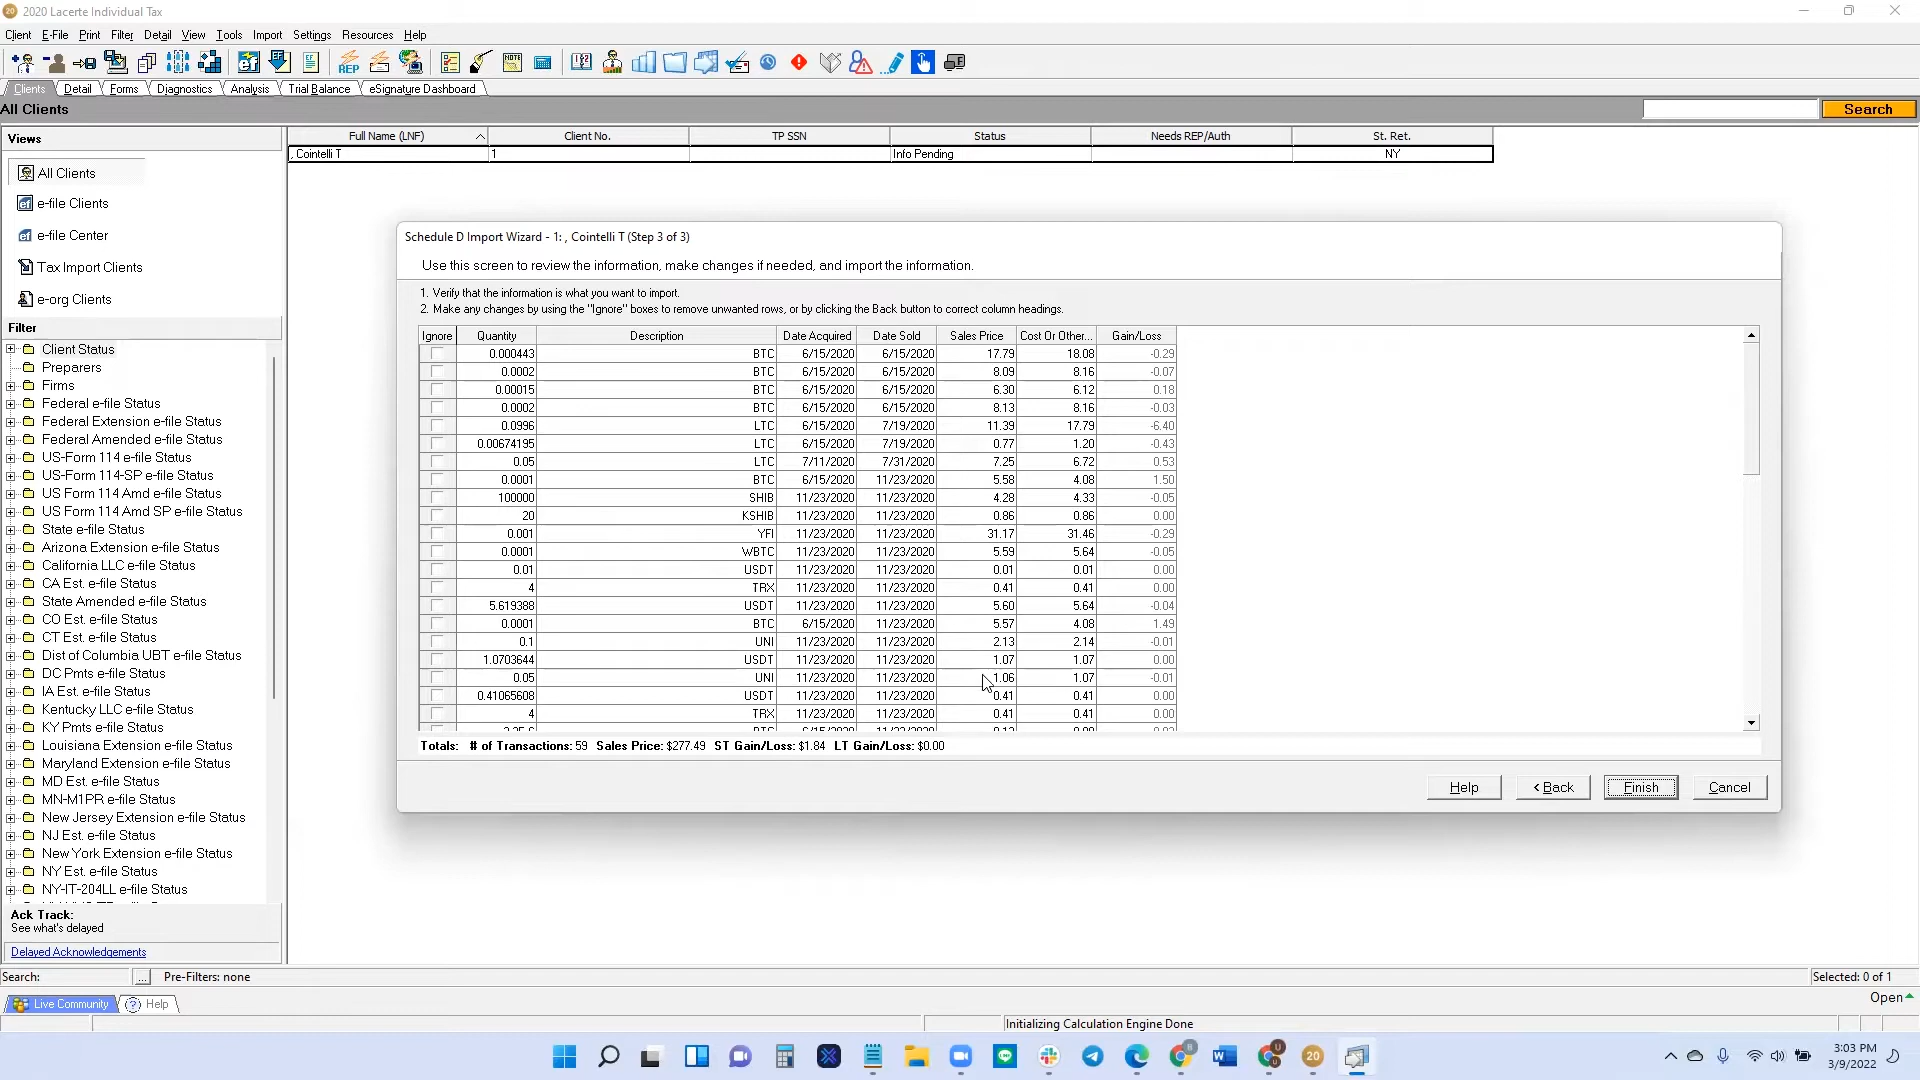 2020 Lacerte Individual Tax
Client E-File Print Filter Detail View Tools Import Settings Resources Help
Clients Detail Forms Diagnostics Analysis Trial Balance eSignature Dashboard
All Clients Search
Views
All Clients
e-file Clients
e-file Center
Tax Import Clients
e-org Clients
Filter
Client Status
Preparers
Firms
Federal e-file Status
Federal Extension e-file Status
Federal Amended e-file Status
US-Form 114 e-file Status
US-Form 114-SP e-file Status
US Form 114 Amd e-file Status
US Form 114 Amd SP e-file Status
State e-file Status
Arizona Extension e-file Status
California LLC e-file Status
CA Est. e-file Status
State Amended e-file Status
CO Est. e-file Status
CT Est. e-file Status
Dist of Columbia UBT e-file Status
DC Pmts e-file Status
IA Est. e-file Status
Kentucky LLC e-file Status
KY Pmts e-file Status
Louisiana Extension e-file Status
Maryland Extension e-file Status
MD Est. e-file Status
MN-M1PR e-file Status
New Jersey Extension e-file Status
NJ Est. e-file Status
New York Extension e-file Status
NY Est. e-file Status
NY-IT-204LL e-file Status
Ack Track:
See what's delayed
Delayed Acknowledgements
Full Name (LNF) Client No. TP SSN Status Needs REP/Auth St. Ret.
, Cointelli T 1 Info Pending NY
Schedule D Import Wizard - 1: , Cointelli T (Step 3 of 3)
Use this screen to review the information, make changes if needed, and import the information.
1. Verify that the information is what you want to import.
2. Make any changes by using the "Ignore" boxes to remove unwanted rows, or by clicking the Back button to correct column headings.
Ignore Quantity Description Date Acquired Date Sold Sales Price Cost Or Other... Gain/Loss
0.000443 BTC 6/15/2020 6/15/2020 17.79 18.08 -0.29
0.0002 BTC 6/15/2020 6/15/2020 8.09 8.16 -0.07
0.00015 BTC 6/15/2020 6/15/2020 6.30 6.12 0.18
0.0002 BTC 6/15/2020 6/15/2020 8.13 8.16 -0.03
0.0996 LTC 6/15/2020 7/19/2020 11.39 17.79 -6.40
0.00674195 LTC 6/15/2020 7/19/2020 0.77 1.20 -0.43
0.05 LTC 7/11/2020 7/31/2020 7.25 6.72 0.53
0.0001 BTC 6/15/2020 11/23/2020 5.58 4.08 1.50
100000 SHIB 11/23/2020 11/23/2020 4.28 4.33 -0.05
20 KSHIB 11/23/2020 11/23/2020 0.86 0.86 0.00
0.001 YFI 11/23/2020 11/23/2020 31.17 31.46 -0.29
0.0001 WBTC 11/23/2020 11/23/2020 5.59 5.64 -0.05
0.01 USDT 11/23/2020 11/23/2020 0.01 0.01 0.00
4 TRX 11/23/2020 11/23/2020 0.41 0.41 0.00
5.619388 USDT 11/23/2020 11/23/2020 5.60 5.64 -0.04
0.0001 BTC 6/15/2020 11/23/2020 5.57 4.08 1.49
0.1 UNI 11/23/2020 11/23/2020 2.13 2.14 -0.01
1.0703644 USDT 11/23/2020 11/23/2020 1.07 1.07 0.00
0.05 UNI 11/23/2020 11/23/2020 1.06 1.07 -0.01
0.41065608 USDT 11/23/2020 11/23/2020 0.41 0.41 0.00
4 TRX 11/23/2020 11/23/2020 0.41 0.41 0.00
Totals: # of Transactions: 59 Sales Price: $277.49 ST Gain/Loss: $1.84 LT Gain/Loss: $0.00
Help < Back Finish Cancel
Search: ... Pre-Filters: none Selected: 0 of 1
Live Community Help Open
Initializing Calculation Engine Done
3:03 PM
3/9/2022